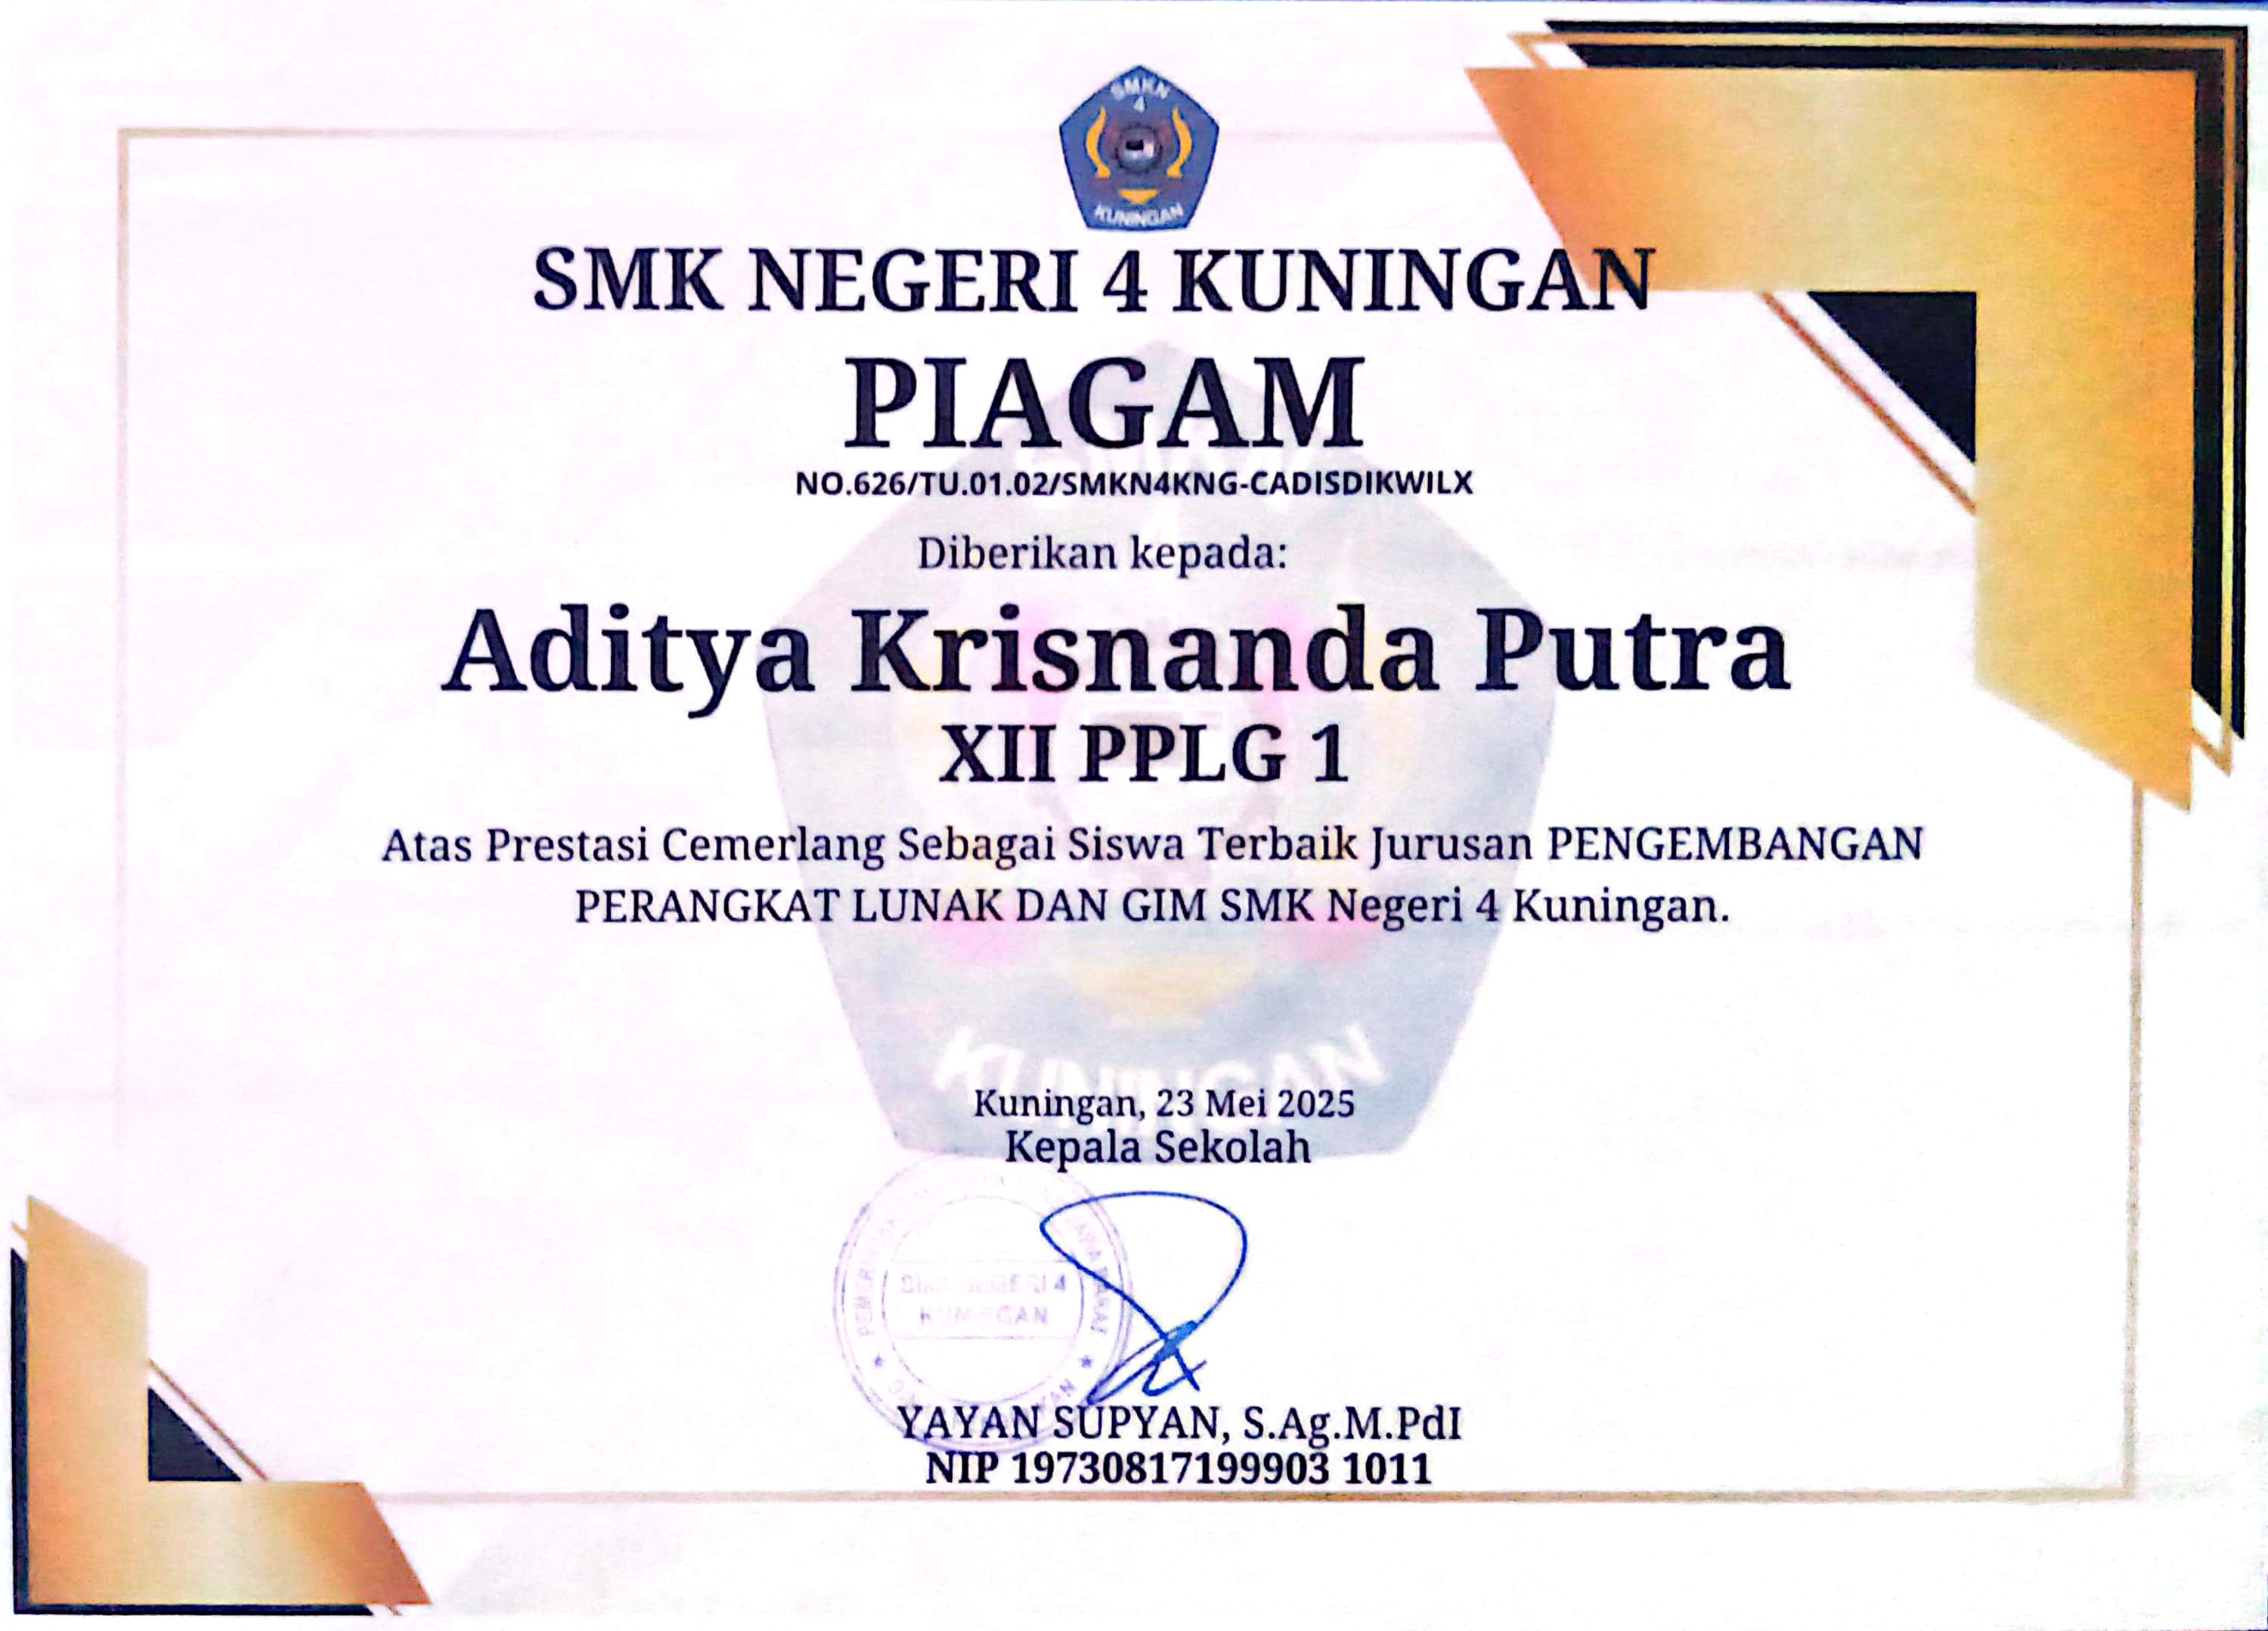 SMKN
4
KUNINGAN
SMK NEGERI 4 KUNINGAN
PIAGAM
NO.626/TU.01.02/SMKN4KNG-CADISDIKWILX
Diberikan kepada:
Aditya Krisnanda Putra
XII PPLG 1
Atas Prestasi Cemerlang Sebagai Siswa Terbaik Jurusan PENGEMBANGAN
PERANGKAT LUNAK DAN GIM SMK Negeri 4 Kuningan.
KUNINGAN
Kuningan, 23 Mei 2025
Kepala Sekolah
SMK NEGERI 4
KUNINGAN
YAYAN SUPYAN, S.Ag.M.PdI
NIP 19730817199903 1011